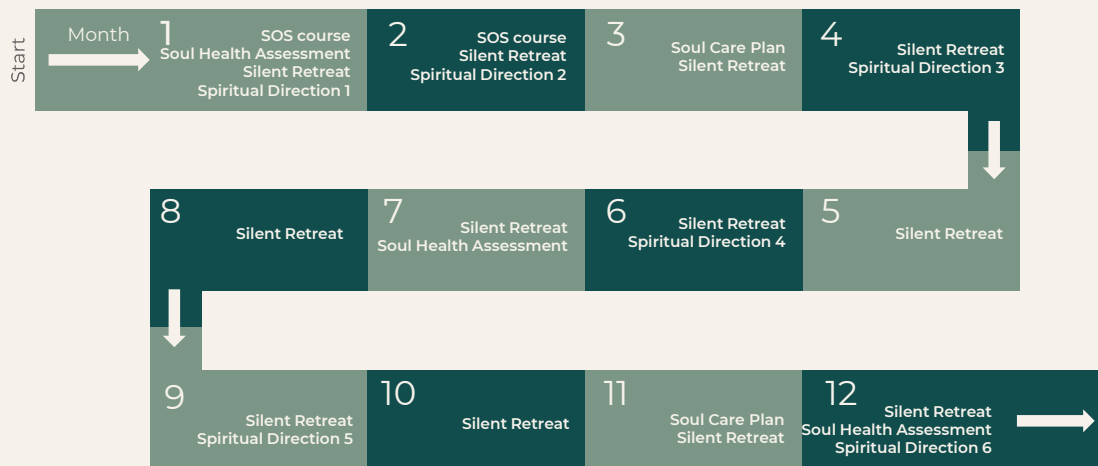 Start
Month
1
SOS course
Soul Health Assessment
Silent Retreat
Spiritual Direction 1
2
SOS course
Silent Retreat
Spiritual Direction 2
3
Soul Care Plan
Silent Retreat
4
Silent Retreat
Spiritual Direction 3
5
Silent Retreat
6
Silent Retreat
Spiritual Direction 4
7
Silent Retreat
Soul Health Assessment
8
Silent Retreat
9
Silent Retreat
Spiritual Direction 5
10
Silent Retreat
11
Soul Care Plan
Silent Retreat
12
Silent Retreat
Soul Health Assessment
Spiritual Direction 6